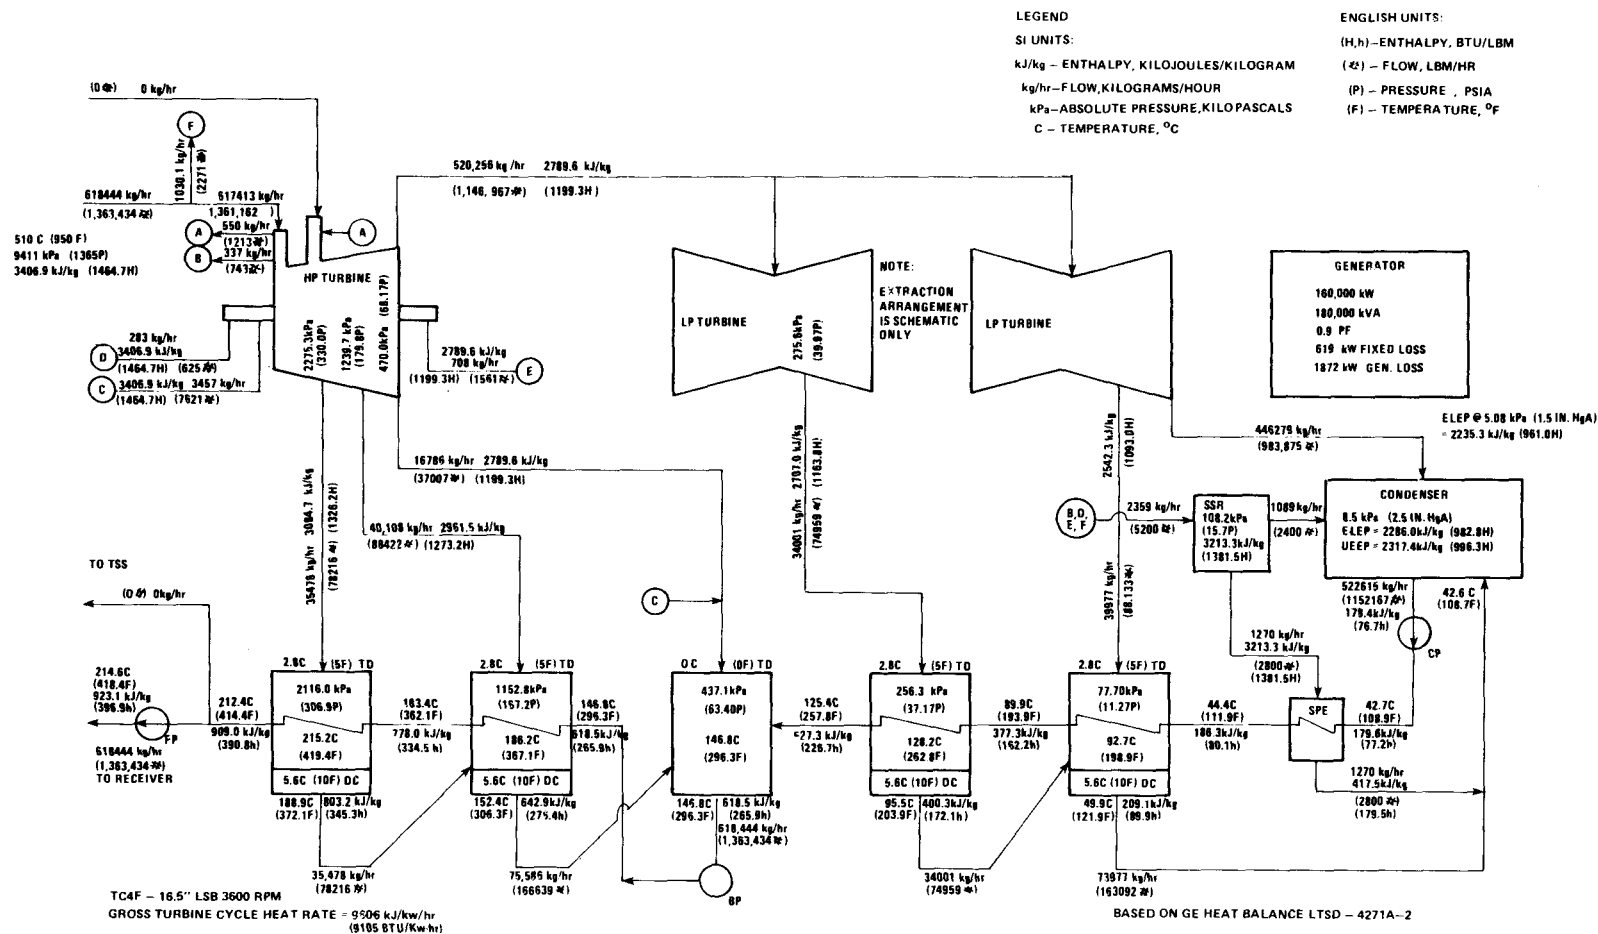 LEGEND
SI UNITS:
kJ/kg – ENTHALPY, KILOJOULES/KILOGRAM
kg/hr–FLOW,KILOGRAMS/HOUR
kPa–ABSOLUTE PRESSURE,KILOPASCALS
C – TEMPERATURE, °C
ENGLISH UNITS:
(H,h)–ENTHALPY, BTU/LBM
(#) – FLOW, LBM/HR
(P) – PRESSURE , PSIA
(F) – TEMPERATURE, °F
(0#) 0 kg/hr
F
1030.1 kg/hr
(2271#)
618444 kg/hr
(1,363,434#)
617413 kg/hr
1,361,162 )
A
550 kg/hr
(1213#)
B
337 kg/hr
(743#)
A
510 C (950 F)
9411 kPa (1365P)
3406.9 kJ/kg (1464.7H)
HP TURBINE
2275.3kPa
(330.0P)
1239.7 kPa
(179.8P)
470.0kPa
(68.17P)
283 kg/hr
D
3406.9 kJ/kg
(1464.7H) (625#)
C
3406.9 kJ/kg 3457 kg/hr
(1464.7H) (7621#)
2789.6 kJ/kg
708 kg/hr
(1199.3H) (1561#)
E
520,256 kg/hr 2789.6 kJ/kg
(1,146, 967#) (1199.3H)
LP TURBINE
275.6kPa
(39.97P)
NOTE:
EXTRACTION
ARRANGEMENT
IS SCHEMATIC
ONLY
LP TURBINE
GENERATOR
160,000 kW
180,000 kVA
0.9 PF
619 kW FIXED LOSS
1872 kW GEN. LOSS
ELEP @ 5.08 kPa (1.5 IN. HgA)
= 2235.3 kJ/kg (961.0H)
446279 kg/hr
(983,875 #)
16786 kg/hr 2789.6 kJ/kg
(37007#) (1199.3H)
35478 kg/hr 3084.7 kJ/kg
(78216 #) (1326.2H)
40,108 kg/hr 2961.5 kJ/kg
(88422#) (1273.2H)
34001 kg/hr 2707.0 kJ/kg
(74959 #) (1163.8H)
2542.3 kJ/kg
(1093.0H)
39977 kg/hr
(88,133#)
B,D,
E, F
2359 kg/hr
(5200 #)
SSR
108.2kPa
(15.7P)
3213.3kJ/kg
(1381.5H)
1089 kg/hr
(2400 #)
CONDENSER
8.5 kPa (2.5 IN. HgA)
ELEP = 2286.0kJ/kg (982.8H)
UEEP = 2317.4kJ/kg (996.3H)
522615 kg/hr
(1152167#)
178.4kJ/kg
(76.7h)
42.6 C
(108.7F)
CP
1270 kg/hr
3213.3 kJ/kg
(2800 #)
(1381.5H)
TO TSS
(0 #) 0kg/hr
C
214.6C
(418.4F)
923.1 kJ/kg
(396.9h)
FP
618444 kg/hr
(1,363,434#)
TO RECEIVER
212.4C
(414.4F)
909.0 kJ/kg
(390.8h)
2.8C (5F) TD
2116.0 kPa
(306.9P)
215.2C
(419.4F)
5.6C (10F) DC
188.9C 803.2 kJ/kg
(372.1F) (345.3h)
183.4C
(362.1F)
778.0 kJ/kg
(334.5 h)
2.8C (5F) TD
1152.8kPa
(157.2P)
186.2C
(367.1F)
5.6C (10F) DC
152.4C 642.9kJ/kg
(306.3F) (276.4h)
146.8C
(296.3F)
618.5kJ/kg
(265.9h)
0 C (0F) TD
437.1kPa
(63.40P)
146.8C
(296.3F)
146.8C 618.5 kJ/kg
(296.3F) (265.9h)
618,444 kg/hr
(1,363,434#)
125.4C
(257.8F)
527.3 kJ/kg
(226.7h)
2.8C (5F) TD
256.3 kPa
(37.17P)
128.2C
(262.8F)
5.6C (10F) DC
95.5C 400.3kJ/kg
(203.9F) (172.1h)
89.9C
(193.9F)
377.3kJ/kg
(162.2h)
2.8C (5F) TD
77.70kPa
(11.27P)
92.7C
(198.9F)
5.6C (10F) DC
49.9C 209.1kJ/kg
(121.9F) (89.9h)
44.4C
(111.9F)
186.3kJ/kg
(80.1h)
SPE
42.7C
(108.9F)
179.6kJ/kg
(77.2h)
1270 kg/hr
417.5kJ/kg
(2800 #)
(179.5h)
35,478 kg/hr
(78216 #)
75,586 kg/hr
(166639 #)
BP
34001 kg/hr
(74959 #)
73977 kg/hr
(163092 #)
TC4F – 16.5" LSB 3600 RPM
GROSS TURBINE CYCLE HEAT RATE = 9606 kJ/kw/hr
(9105 BTU/Kw-hr)
BASED ON GE HEAT BALANCE LTSD – 4271A–2